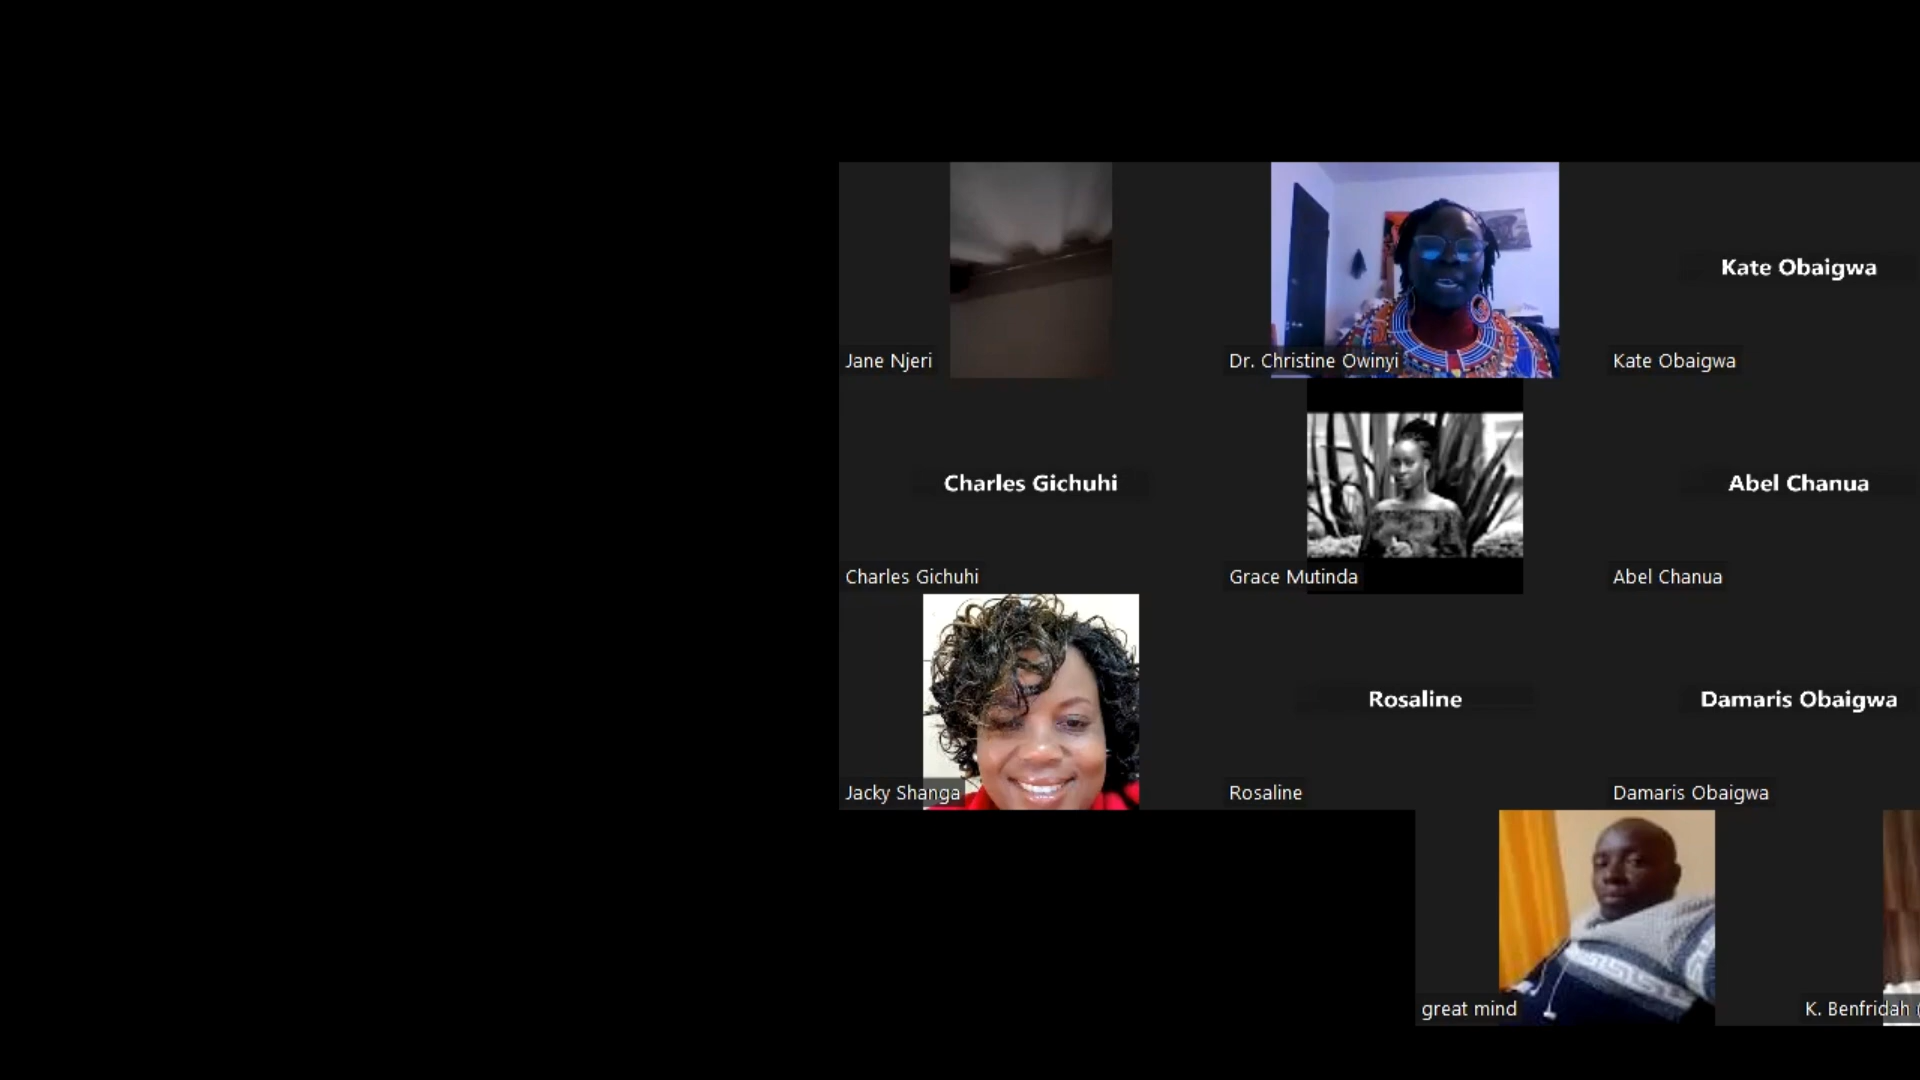 Kate Obaigwa
Jane Njeri
Dr. Christine Owinyi
Kate Obaigwa
Charles Gichuhi
Abel Chanua
Charles Gichuhi
Grace Mutinda
Abel Chanua
Rosaline
Damaris Obaigwa
Jacky Shanga
Rosaline
Damaris Obaigwa
great mind
K. Benfridah (